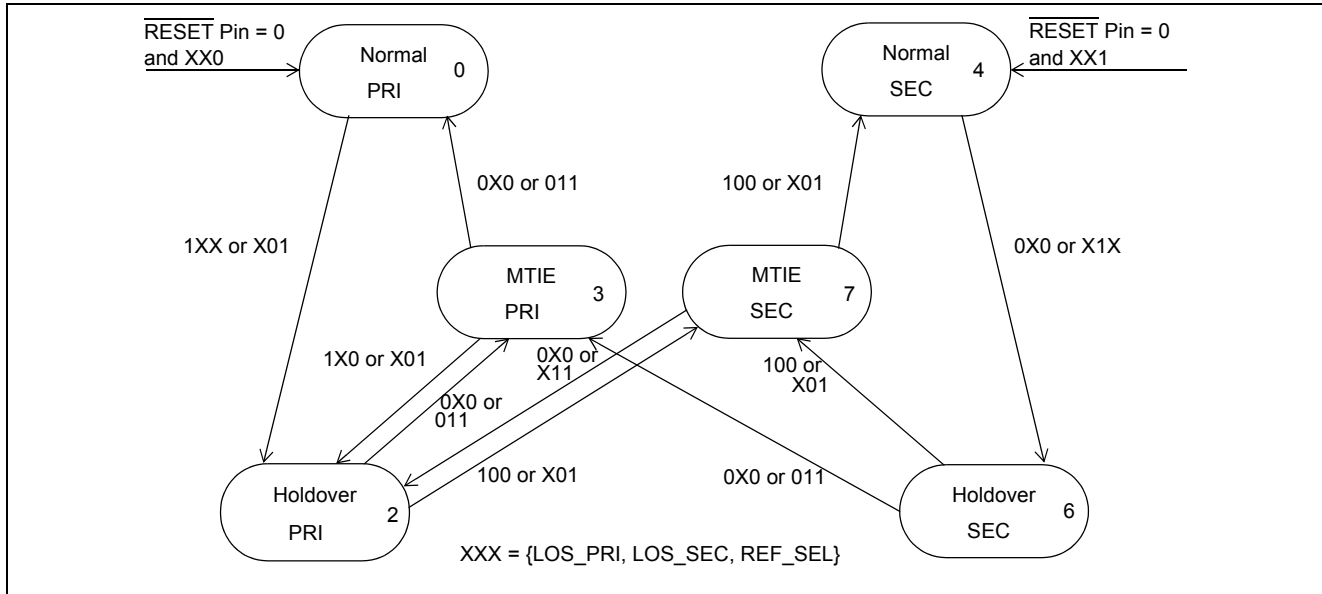 RESET Pin = 0
and XX0
Normal
PRI
0
Normal
SEC
4
RESET Pin = 0
and XX1
0X0 or 011
100 or X01
1XX or X01
0X0 or X1X
MTIE
PRI
3
MTIE
SEC
7
1X0 or X01
0X0 or
X11
100 or
X01
0X0 or
011
100 or X01
0X0 or 011
Holdover
PRI
2
Holdover
SEC
6
XXX = {LOS_PRI, LOS_SEC, REF_SEL}